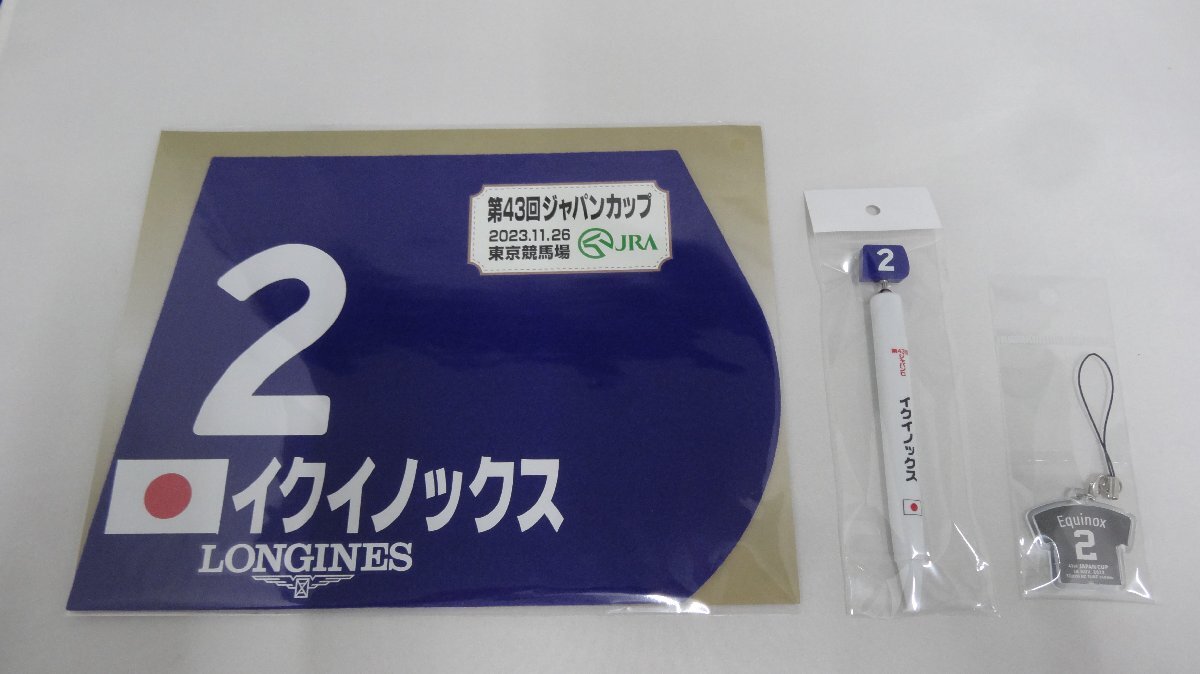 第43回ジャパンカップ
2023.11.26
東京競馬場
JRA
2
イクイノックス
LONGINES
2
イクイノックス
Equinox
2
JAPAN CUP